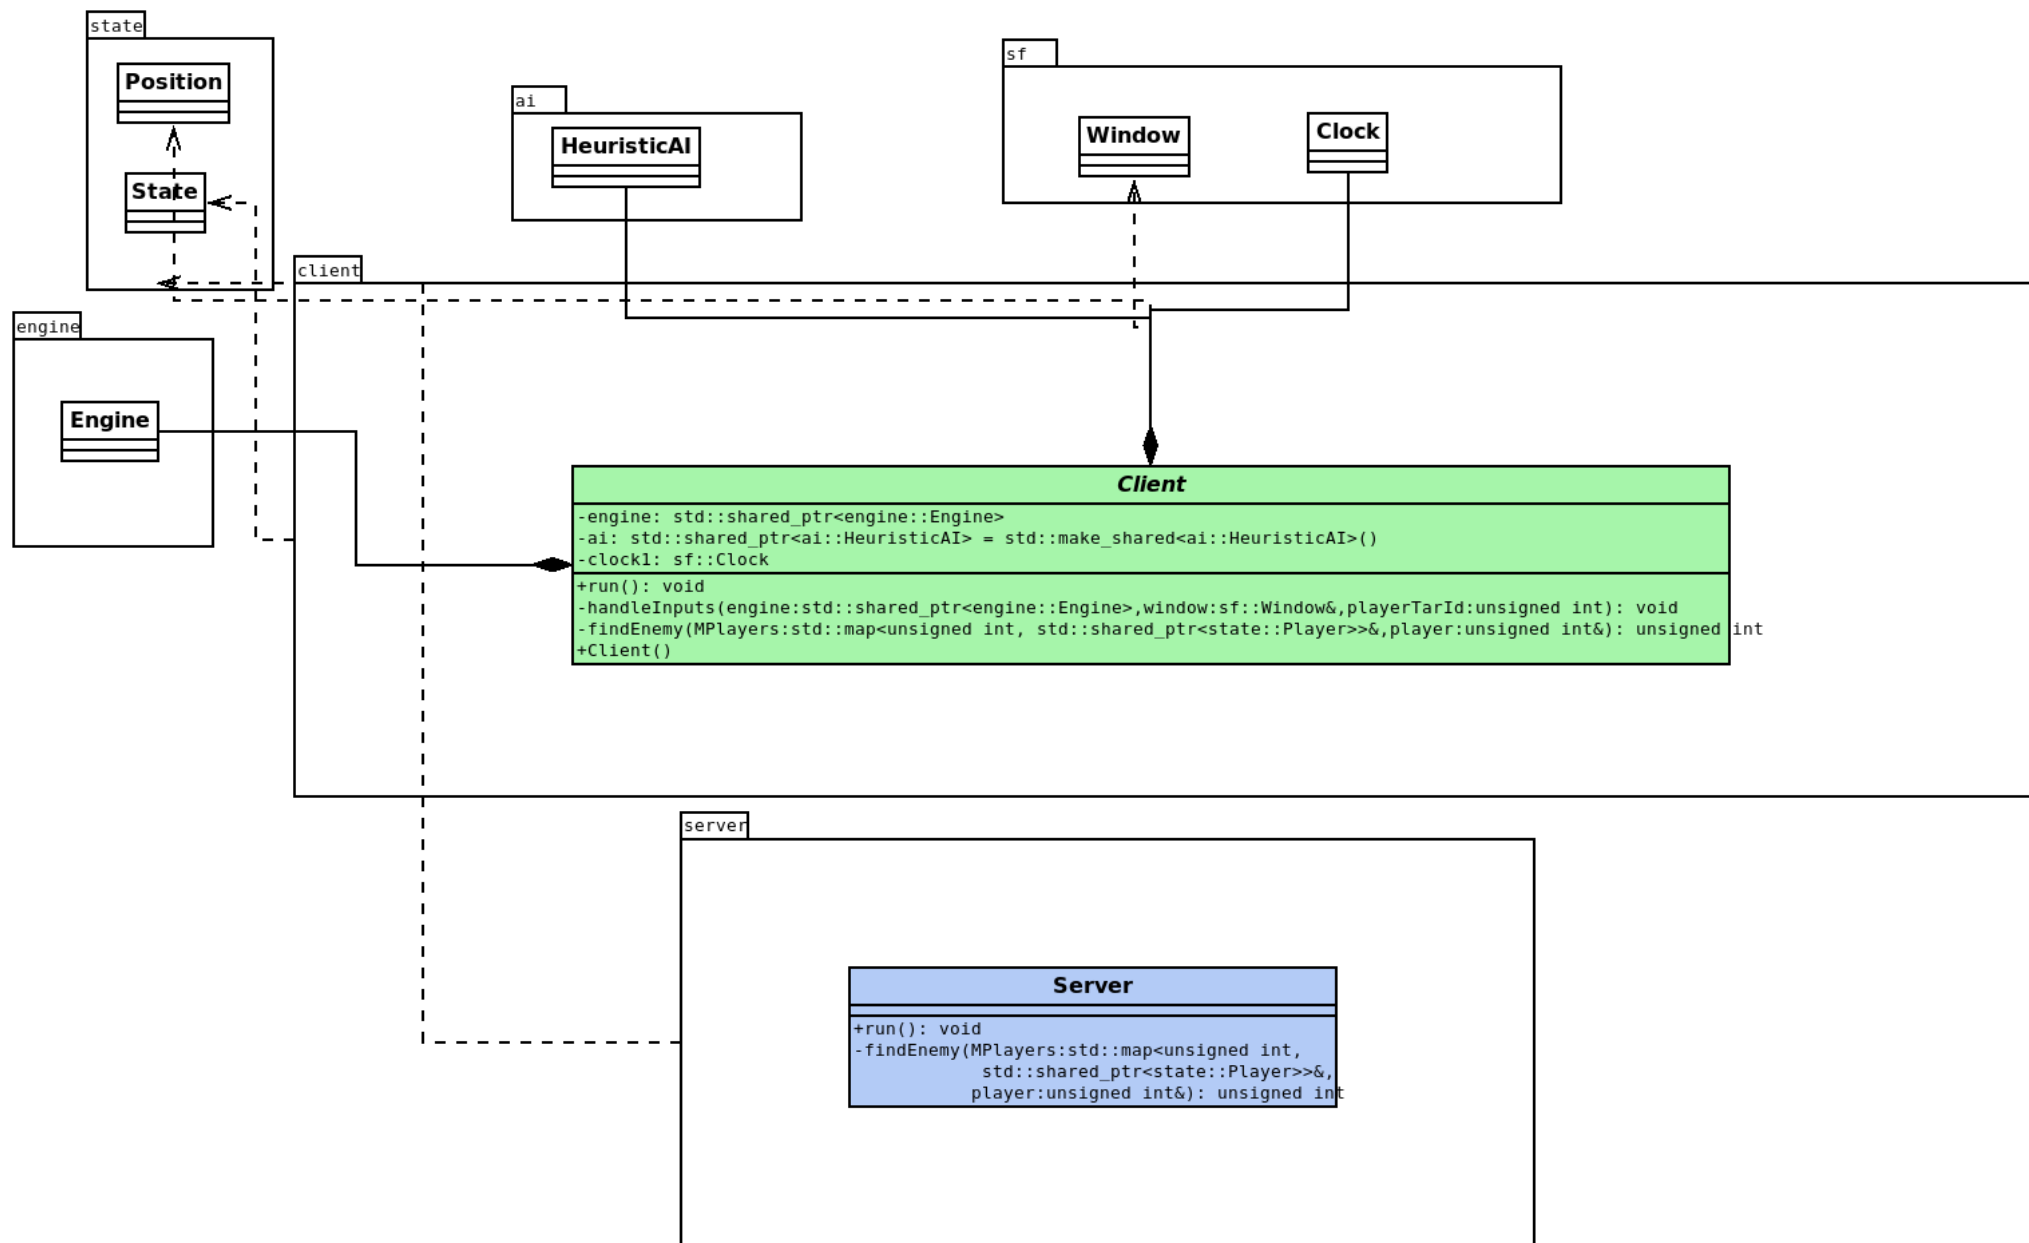 state
Position
State
ai
HeuristicAI
sf
Window
Clock
client
engine
Engine
Client
-engine: std::shared_ptr<engine::Engine>
-ai: std::shared_ptr<ai::HeuristicAI> = std::make_shared<ai::HeuristicAI>()
-clock1: sf::Clock
+run(): void
-handleInputs(engine:std::shared_ptr<engine::Engine>,window:sf::Window&,playerTarId:unsigned int): void
-findEnemy(MPlayers:std::map<unsigned int, std::shared_ptr<state::Player>>&,player:unsigned int&): unsigned int
+Client()
server
Server
+run(): void
-findEnemy(MPlayers:std::map<unsigned int,
std::shared_ptr<state::Player>>&,
player:unsigned int&): unsigned int